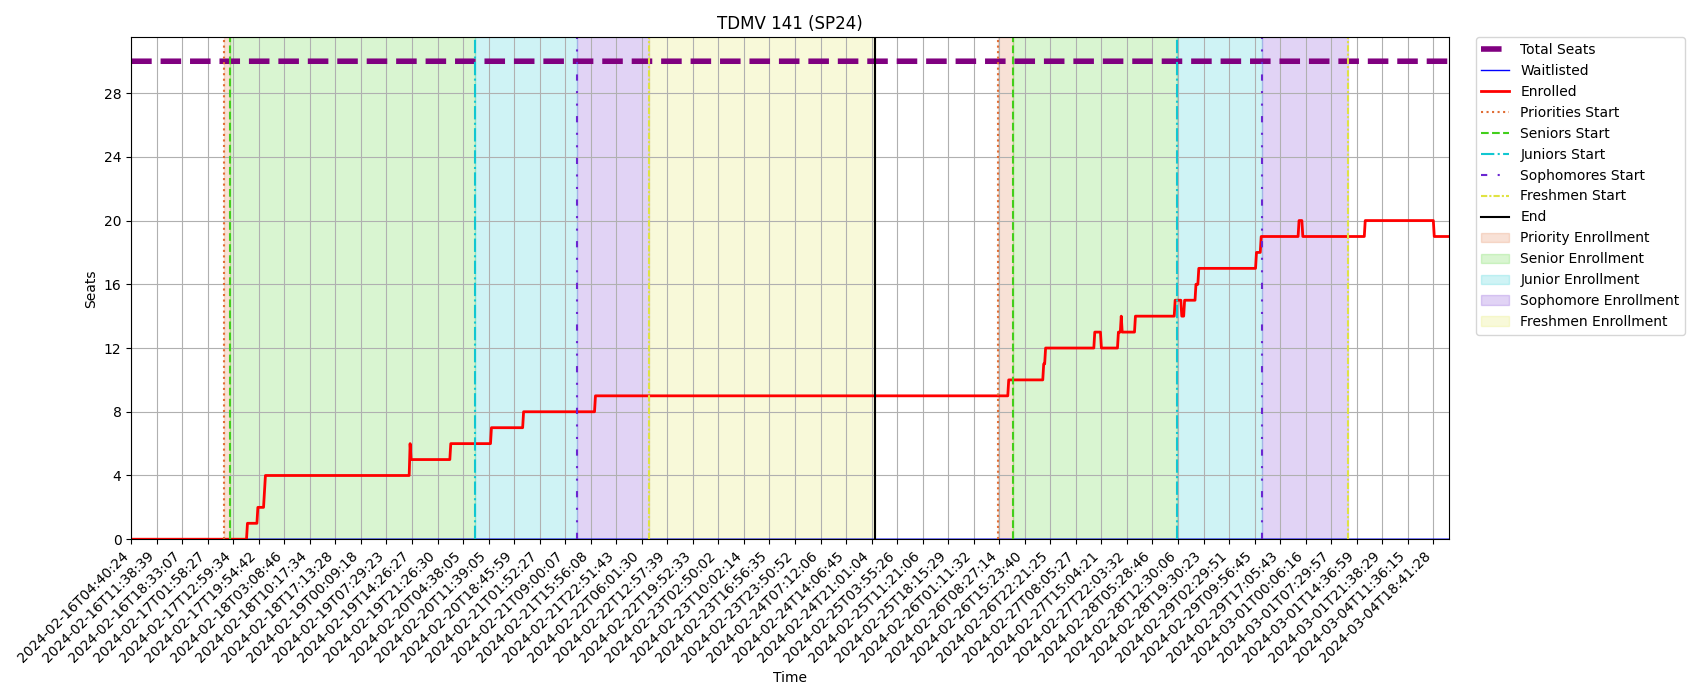 TDMV 141 (SP24)
Seats
28
24
20
16
12
8
4
0
2024-02-16T04:40:24
2024-02-16T11:38:39
2024-02-16T18:33:07
2024-02-17T01:58:27
2024-02-17T12:59:34
2024-02-17T19:54:42
2024-02-18T03:08:46
2024-02-18T10:17:34
2024-02-18T17:13:28
2024-02-19T00:09:18
2024-02-19T07:29:23
2024-02-19T14:26:27
2024-02-19T21:26:30
2024-02-20T04:38:05
2024-02-20T11:39:05
2024-02-20T18:45:59
2024-02-21T01:52:27
2024-02-21T09:00:07
2024-02-21T15:56:08
2024-02-21T22:51:43
2024-02-22T06:01:30
2024-02-22T12:57:39
2024-02-22T19:52:33
2024-02-23T02:50:02
2024-02-23T10:02:14
2024-02-23T16:56:35
2024-02-23T23:50:52
2024-02-24T07:12:06
2024-02-24T14:06:45
2024-02-24T21:01:04
2024-02-25T03:55:26
2024-02-25T11:21:06
2024-02-25T18:15:29
2024-02-26T01:11:32
2024-02-26T08:27:14
2024-02-26T15:23:40
2024-02-26T22:21:25
2024-02-27T08:05:27
2024-02-27T15:04:21
2024-02-27T22:03:32
2024-02-28T05:28:46
2024-02-28T12:30:06
2024-02-28T19:30:23
2024-02-29T02:29:51
2024-02-29T09:56:45
2024-02-29T17:05:43
2024-03-01T00:06:16
2024-03-01T07:29:57
2024-03-01T14:36:59
2024-03-01T21:38:29
2024-03-04T11:36:15
2024-03-04T18:41:28
Time
Total Seats
Waitlisted
Enrolled
Priorities Start
Seniors Start
Juniors Start
Sophomores Start
Freshmen Start
End
Priority Enrollment
Senior Enrollment
Junior Enrollment
Sophomore Enrollment
Freshmen Enrollment